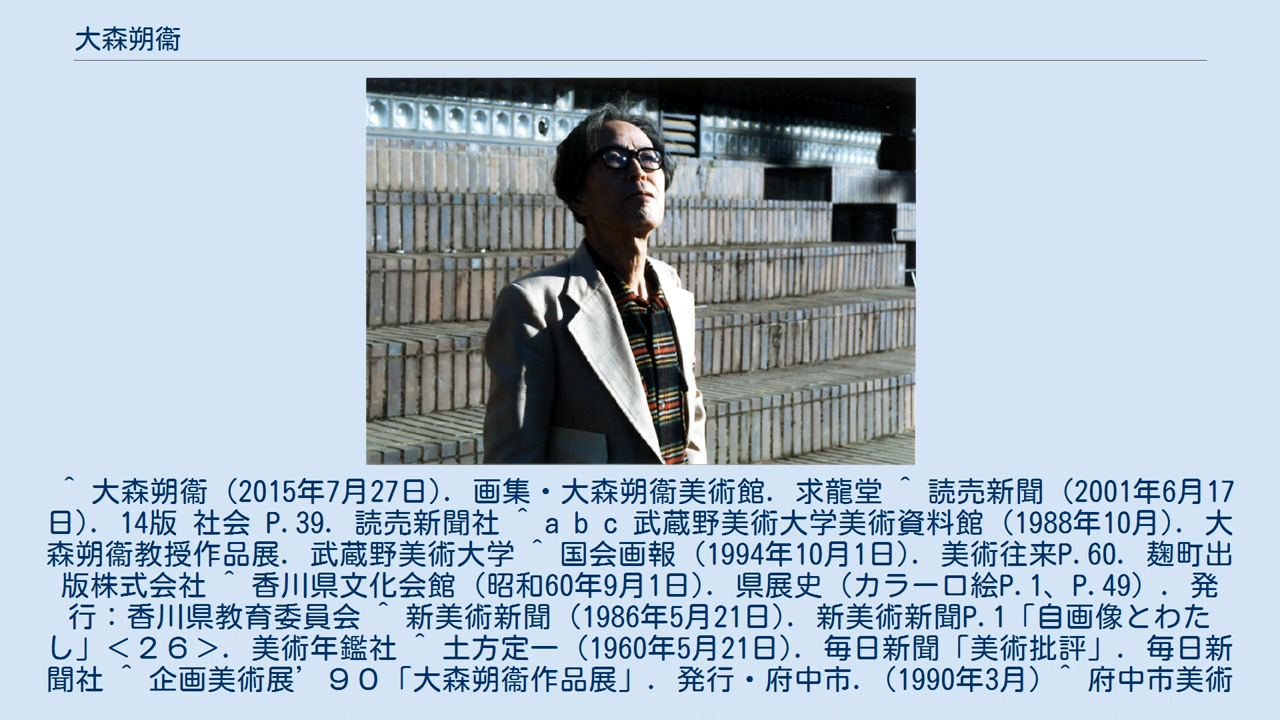 大森朔衞
^ 大森朔衞（2015年7月27日）. 画集・大森朔衞美術館. 求龍堂 ^ 読売新聞（2001年6月17
日）. 14版 社会 P.39. 読売新聞社 ^ a b c 武蔵野美術大学美術資料館（1988年10月）. 大
森朔衞教授作品展. 武蔵野美術大学 ^ 国会画報（1994年10月1日）. 美術往来P.60. 麹町出
版株式会社 ^ 香川県文化会館（昭和60年9月1日）. 県展史（カラー口絵P.1、P.49）. 発
行：香川県教育委員会 ^ 新美術新聞（1986年5月21日）. 新美術新聞P.1「自画像とわた
し」＜２６＞. 美術年鑑社 ^ 土方定一（1960年5月21日）. 毎日新聞「美術批評」. 毎日新
聞社 ^ 企画美術展’９０「大森朔衞作品展」. 発行・府中市.（1990年3月）^ 府中市美術